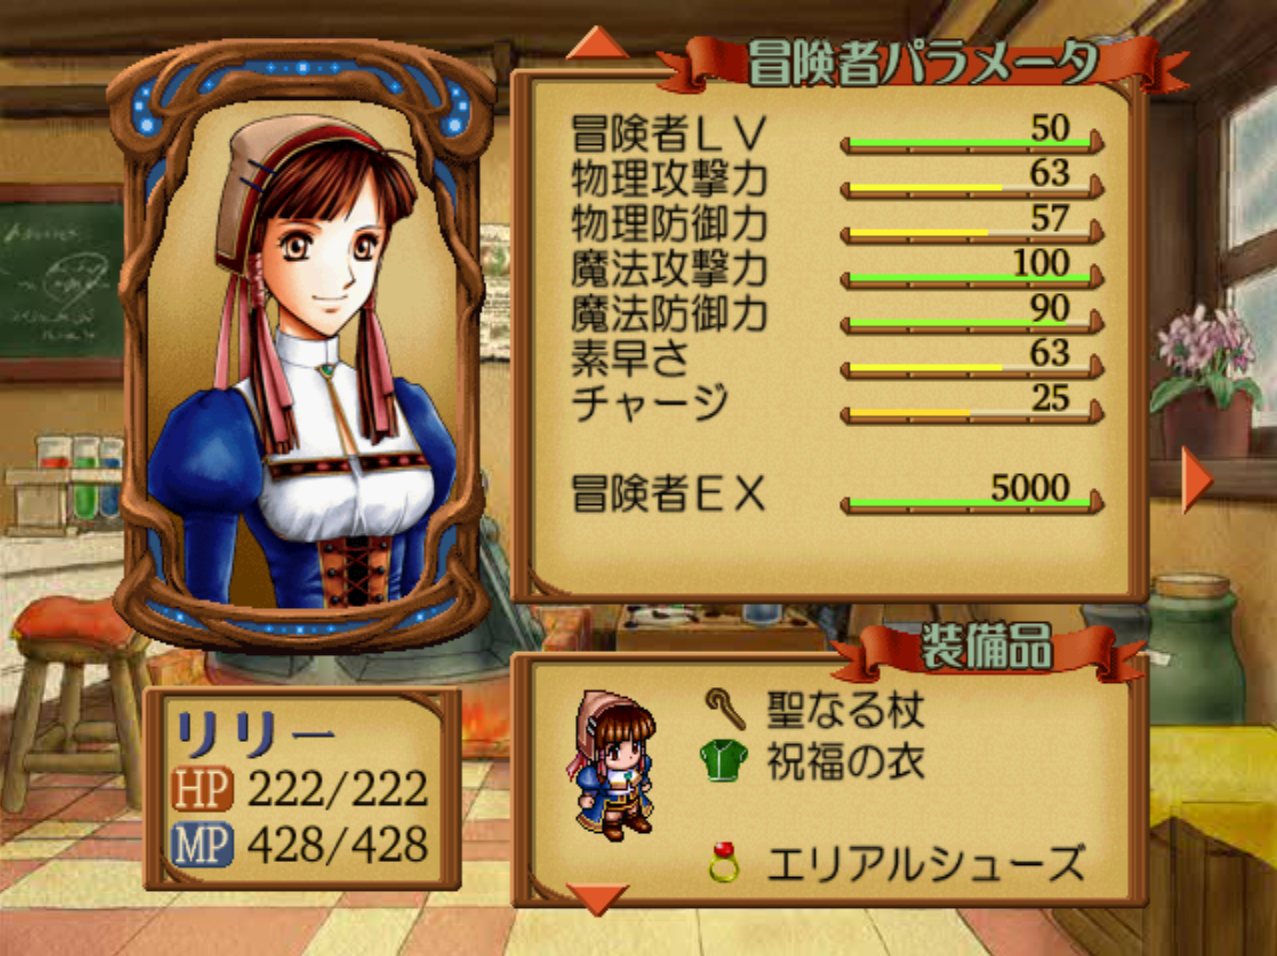 冒険者パラメータ
冒険者LV 50
物理攻撃力 63
物理防御力 57
魔法攻撃力 100
魔法防御力 90
素早さ 63
チャージ 25
冒険者EX 5000
リリー
HP 222/222
MP 428/428
装備品
聖なる杖
祝福の衣
エリアルシューズ